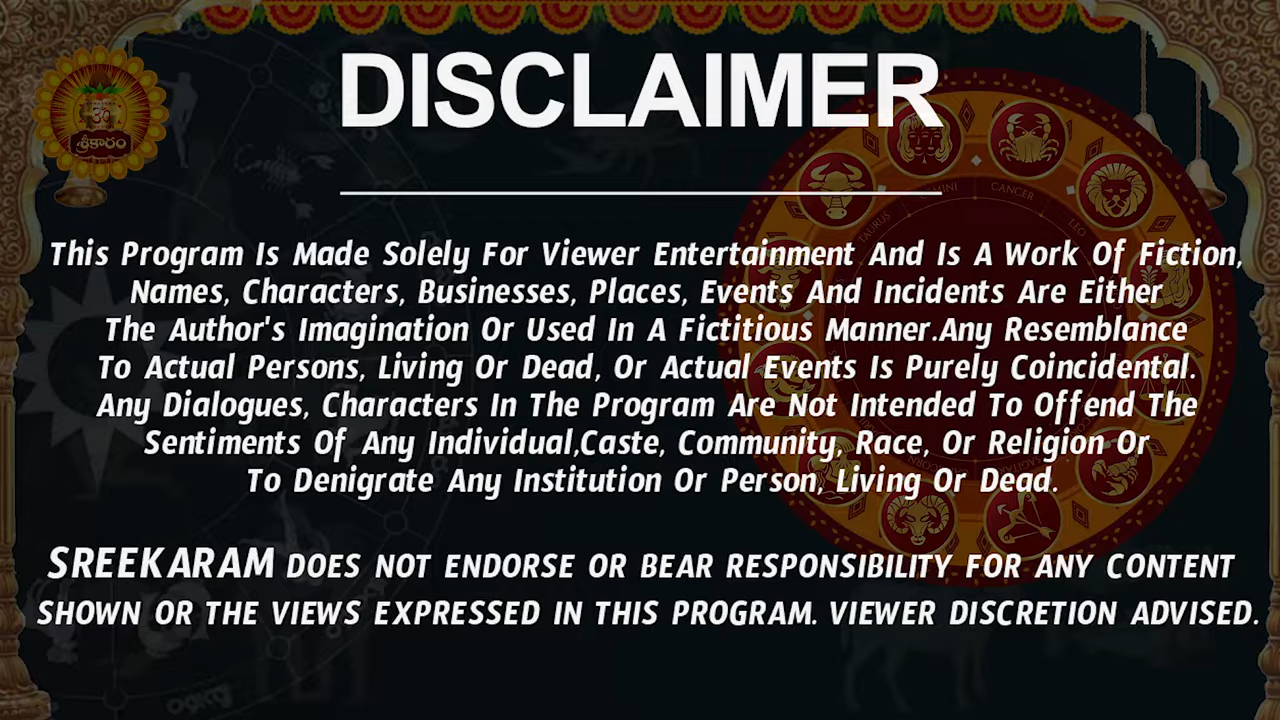 DISCLAIMER
శ్రీకారం
GEMINI
CANCER
TAURUS
LEO
This Program Is Made Solely For Viewer Entertainment And Is A Work Of Fiction,
Names, Characters, Businesses, Places, Events And Incidents Are Either
The Author's Imagination Or Used In A Fictitious Manner.Any Resemblance
To Actual Persons, Living Or Dead, Or Actual Events Is Purely Coincidental.
Any Dialogues, Characters In The Program Are Not Intended To Offend The
Sentiments Of Any Individual,Caste, Community, Race, Or Religion Or
To Denigrate Any Institution Or Person, Living Or Dead.
SREEKARAM DOES NOT ENDORSE OR BEAR RESPONSIBILITY FOR ANY CONTENT
SHOWN OR THE VIEWS EXPRESSED IN THIS PROGRAM. VIEWER DISCRETION ADVISED.